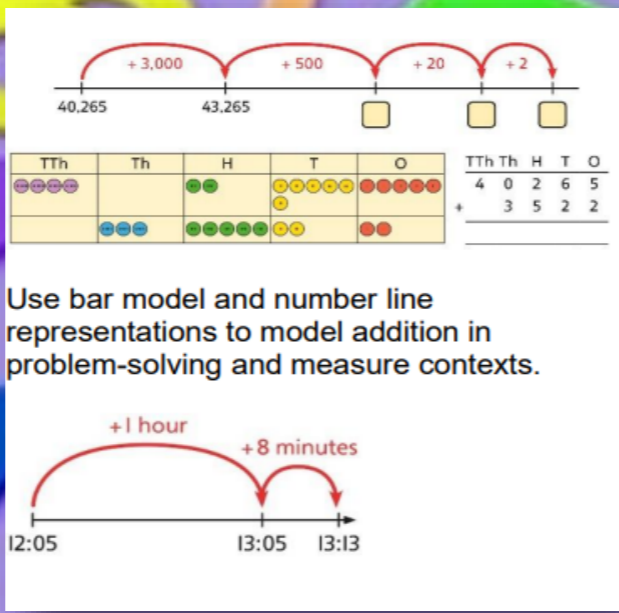 + 3,000 + 500 + 20 + 2
40,265 43,265
TTh Th H T O
TTh Th H T O
4 0 2 6 5
+ 3 5 2 2
Use bar model and number line
representations to model addition in
problem-solving and measure contexts.
+1 hour
+8 minutes
12:05 13:05 13:13